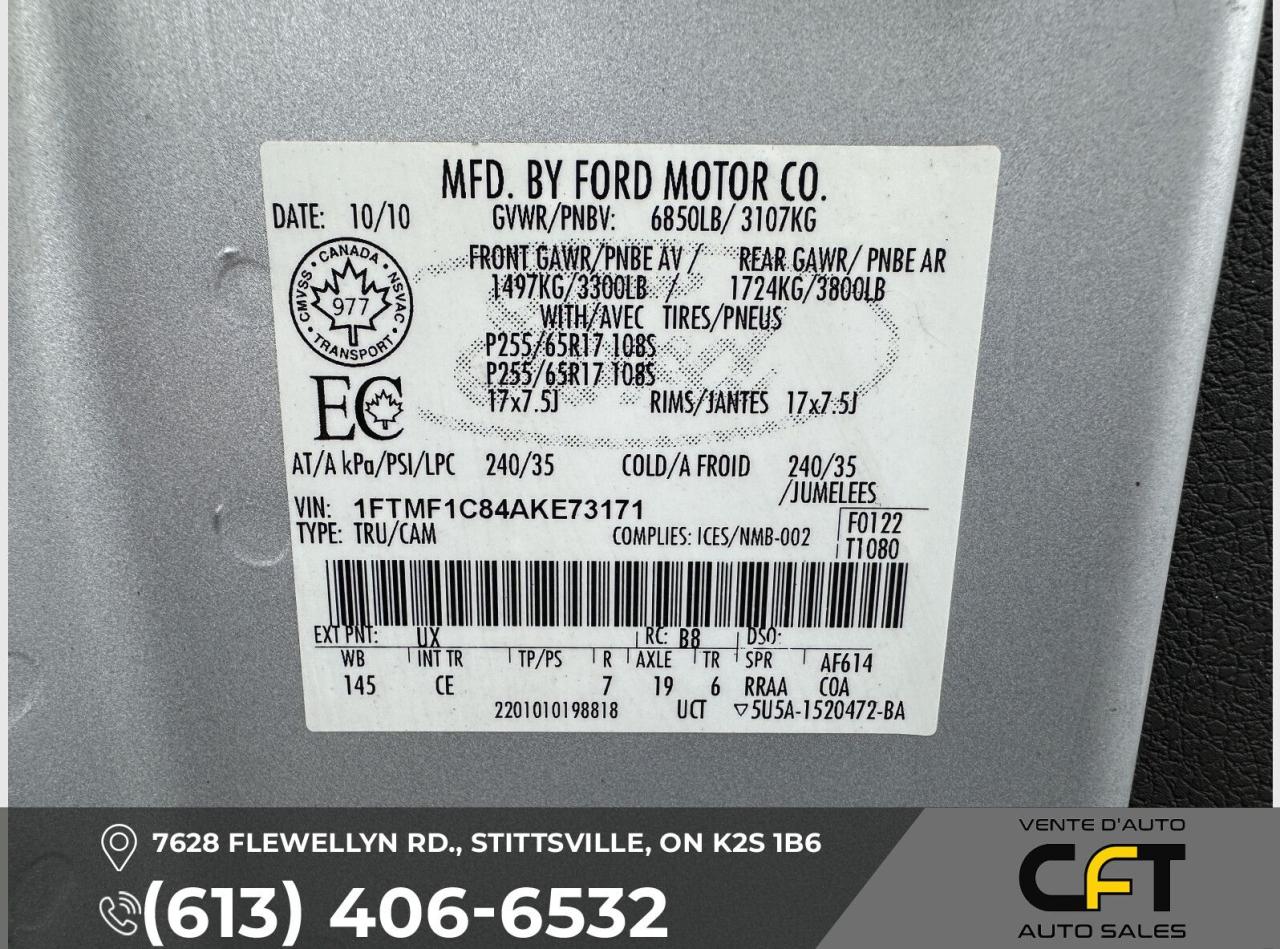 MFD. BY FORD MOTOR CO.
DATE: 10/10 GVWR/PNBV: 6850LB/ 3107KG
FRONT GAWR/PNBE AV / REAR GAWR/ PNBE AR
1497KG/3300LB / 1724KG/3800LB
WITH/AVEC TIRES/PNEUS
P255/65R17 108S
P255/65R17 108S
17x7.5J RIMS/JANTES 17x7.5J
CANADA • NSVAC • TRANSPORT • CMVSS •
977
EC
AT/A kPa/PSI/LPC 240/35 COLD/A FROID 240/35
/JUMELEES
VIN: 1FTMF1C84AKE73171
F0122
TYPE: TRU/CAM COMPLIES: ICES/NMB-002
T1080
EXT PNT: UX RC: B8 DSO:
WB INT TR TP/PS R AXLE TR SPR AF614
145 CE 7 19 6 RRAA COA
2201010198818 UCT ▽5U5A-1520472-BA
7628 FLEWELLYN RD., STITTSVILLE, ON K2S 1B6
(613) 406-6532
VENTE D'AUTO
CFT
AUTO SALES